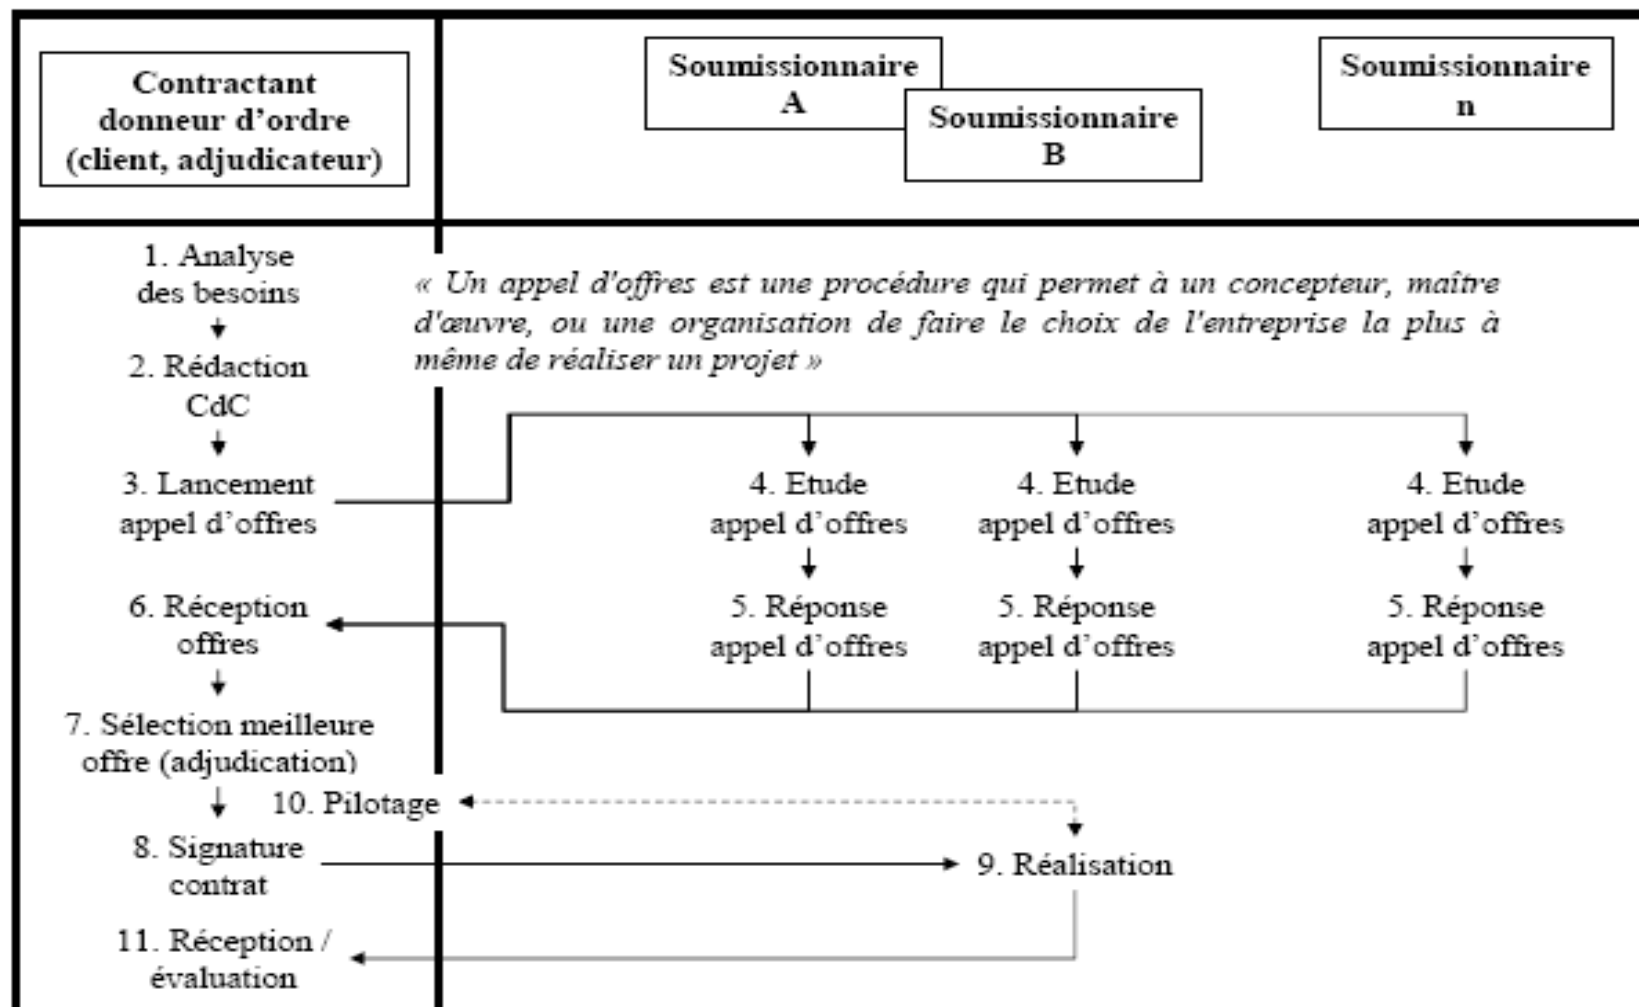 Contractant
donneur d'ordre
(client, adjudicateur)
Soumissionnaire
A
Soumissionnaire
B
Soumissionnaire
n
1. Analyse
des besoins
« Un appel d'offres est une procédure qui permet à un concepteur, maître
d'œuvre, ou une organisation de faire le choix de l'entreprise la plus à
même de réaliser un projet »
2. Rédaction
CdC
3. Lancement
appel d'offres
4. Etude
appel d'offres
4. Etude
appel d'offres
4. Etude
appel d'offres
5. Réponse
appel d'offres
5. Réponse
appel d'offres
5. Réponse
appel d'offres
6. Réception
offres
7. Sélection meilleure
offre (adjudication)
10. Pilotage
8. Signature
contrat
9. Réalisation
11. Réception /
évaluation